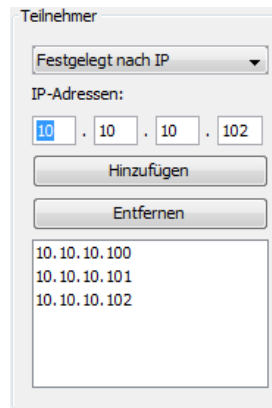 Teilnehmer
Festgelegt nach IP
IP-Adressen:
10 . 10 . 10 . 102
Hinzufügen
Entfernen
10.10.10.100
10.10.10.101
10.10.10.102